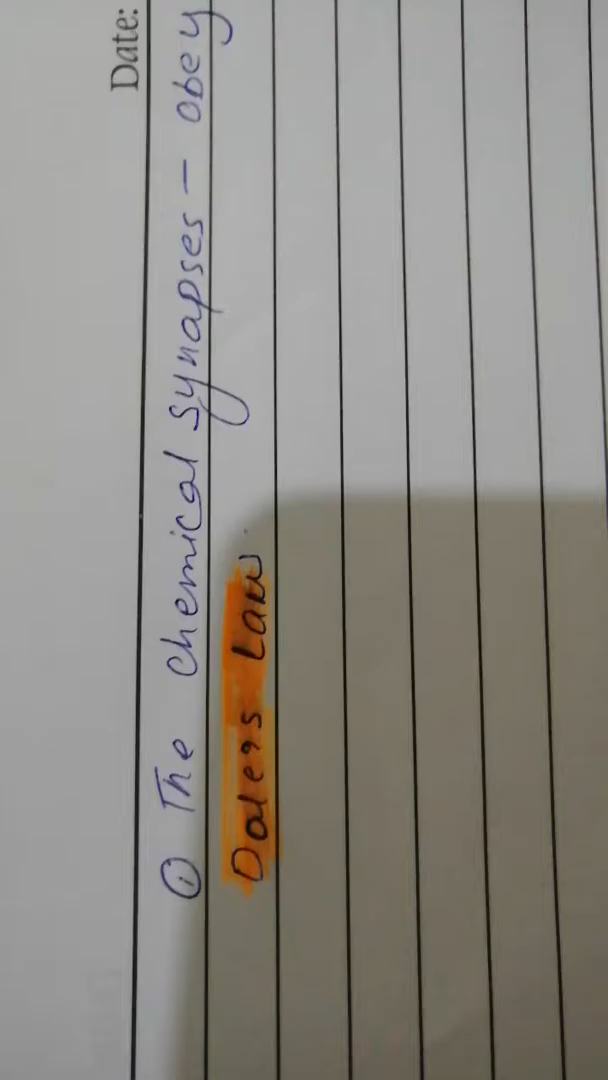 Date:
① The chemical synapses - obey
Dale's Law.